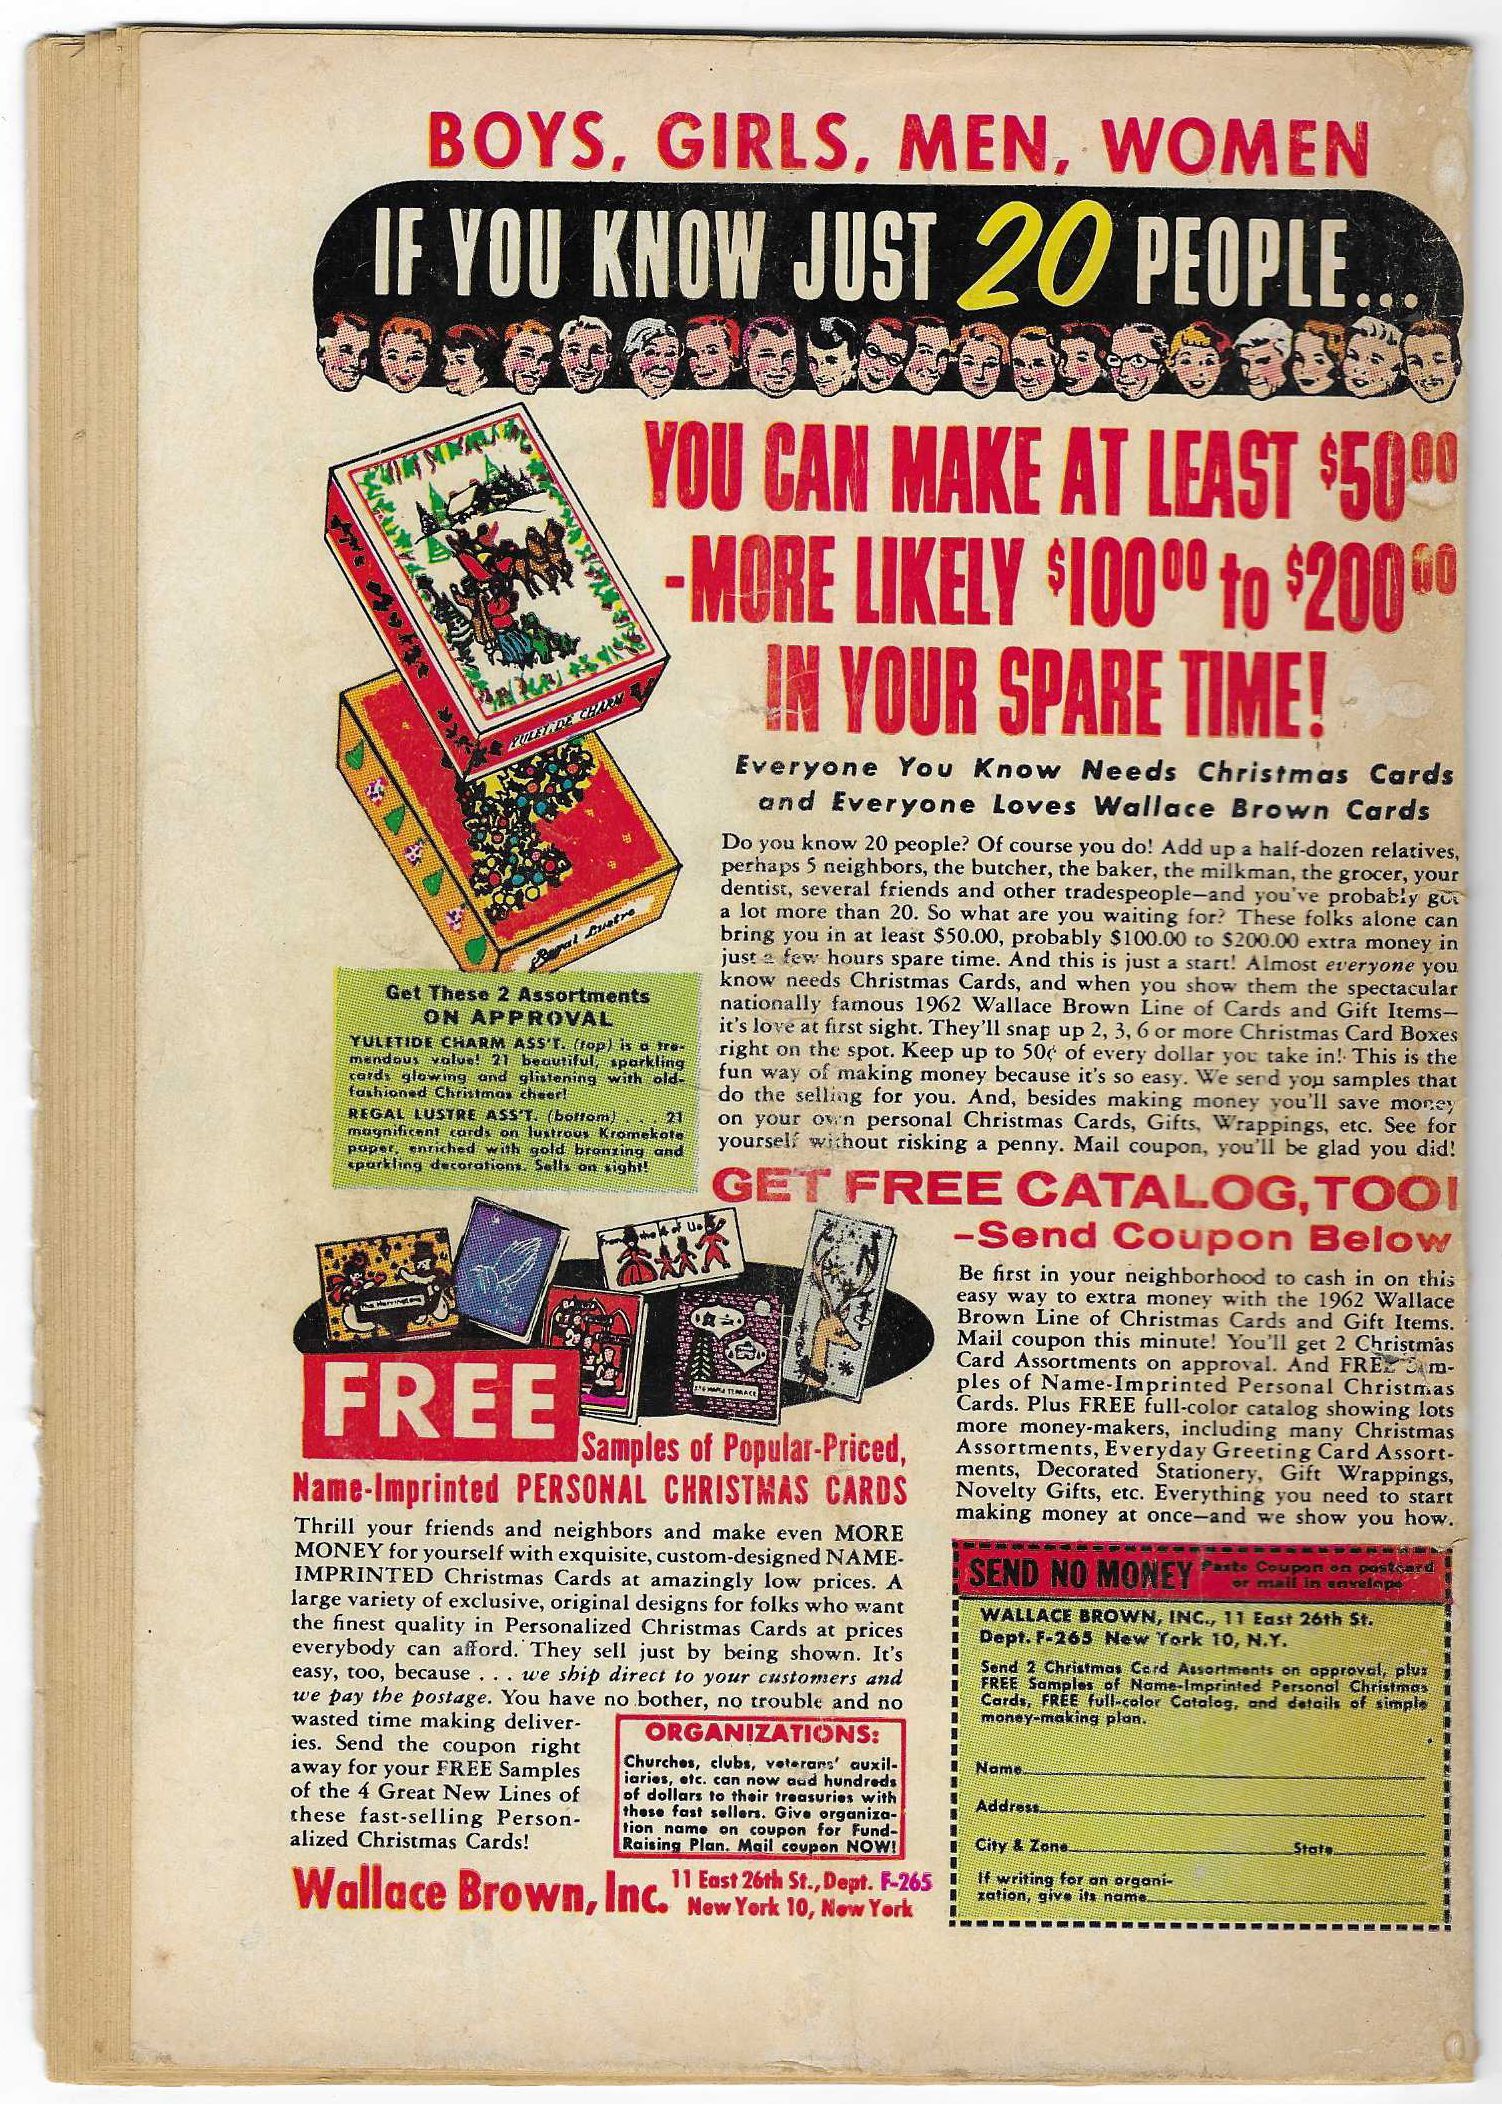 BOYS, GIRLS, MEN, WOMEN
IF YOU KNOW JUST 20 PEOPLE...
YOU CAN MAKE AT LEAST $50.00
-MORE LIKELY $100.00 to $200.00
IN YOUR SPARE TIME!
YULETIDE CHARM
Regal Lustre
Everyone You Know Needs Christmas Cards
and Everyone Loves Wallace Brown Cards
Do you know 20 people? Of course you do! Add up a half-dozen relatives,
perhaps 5 neighbors, the butcher, the baker, the milkman, the grocer, your
dentist, several friends and other tradespeople—and you've probably got
a lot more than 20. So what are you waiting for? These folks alone can
bring you in at least $50.00, probably $100.00 to $200.00 extra money in
just a few hours spare time. And this is just a start! Almost everyone you
know needs Christmas Cards, and when you show them the spectacular
nationally famous 1962 Wallace Brown Line of Cards and Gift Items—
it's love at first sight. They'll snap up 2, 3, 6 or more Christmas Card Boxes
right on the spot. Keep up to 50¢ of every dollar you take in! This is the
fun way of making money because it's so easy. We send you samples that
do the selling for you. And, besides making money you'll save money
on your own personal Christmas Cards, Gifts, Wrappings, etc. See for
yourself without risking a penny. Mail coupon, you'll be glad you did!
Get These 2 Assortments
ON APPROVAL
YULETIDE CHARM ASS'T. (top) is a tre-
mendous value! 21 beautiful, sparkling
cards glowing and glistening with old-
fashioned Christmas cheer!
REGAL LUSTRE ASS'T. (bottom) . . 21
magnificent cards on lustrous Kromekote
paper, enriched with gold bronzing and
sparkling decorations. Sells on sight!
GET FREE CATALOG, TOO!
—Send Coupon Below
Be first in your neighborhood to cash in on this
easy way to extra money with the 1962 Wallace
Brown Line of Christmas Cards and Gift Items.
Mail coupon this minute! You'll get 2 Christmas
Card Assortments on approval. And FREE Sam-
ples of Name-Imprinted Personal Christmas
Cards. Plus FREE full-color catalog showing lots
more money-makers, including many Christmas
Assortments, Everyday Greeting Card Assort-
ments, Decorated Stationery, Gift Wrappings,
Novelty Gifts, etc. Everything you need to start
making money at once—and we show you how.
The Harringtons
From the 4 of Us
276 MAPLE TERRACE
FREE
Samples of Popular-Priced,
Name-Imprinted PERSONAL CHRISTMAS CARDS
Thrill your friends and neighbors and make even MORE
MONEY for yourself with exquisite, custom-designed NAME-
IMPRINTED Christmas Cards at amazingly low prices. A
large variety of exclusive, original designs for folks who want
the finest quality in Personalized Christmas Cards at prices
everybody can afford. They sell just by being shown. It's
easy, too, because . . . we ship direct to your customers and
we pay the postage. You have no bother, no trouble and no
wasted time making deliver-
ies. Send the coupon right
away for your FREE Samples
of the 4 Great New Lines of
these fast-selling Person-
alized Christmas Cards!
ORGANIZATIONS:
Churches, clubs, veterans' auxil-
iaries, etc. can now add hundreds
of dollars to their treasuries with
these fast sellers. Give organiza-
tion name on coupon for Fund-
Raising Plan. Mail coupon NOW!
Wallace Brown, Inc. 11 East 26th St., Dept. F-265
New York 10, New York
SEND NO MONEY Paste Coupon on postcard
or mail in envelope
WALLACE BROWN, INC., 11 East 26th St.
Dept. F-265 New York 10, N.Y.
Send 2 Christmas Card Assortments on approval, plus
FREE Samples of Name-Imprinted Personal Christmas
Cards, FREE full-color Catalog, and details of simple
money-making plan.
Name
Address
City & Zone State
If writing for an organi-
zation, give its name